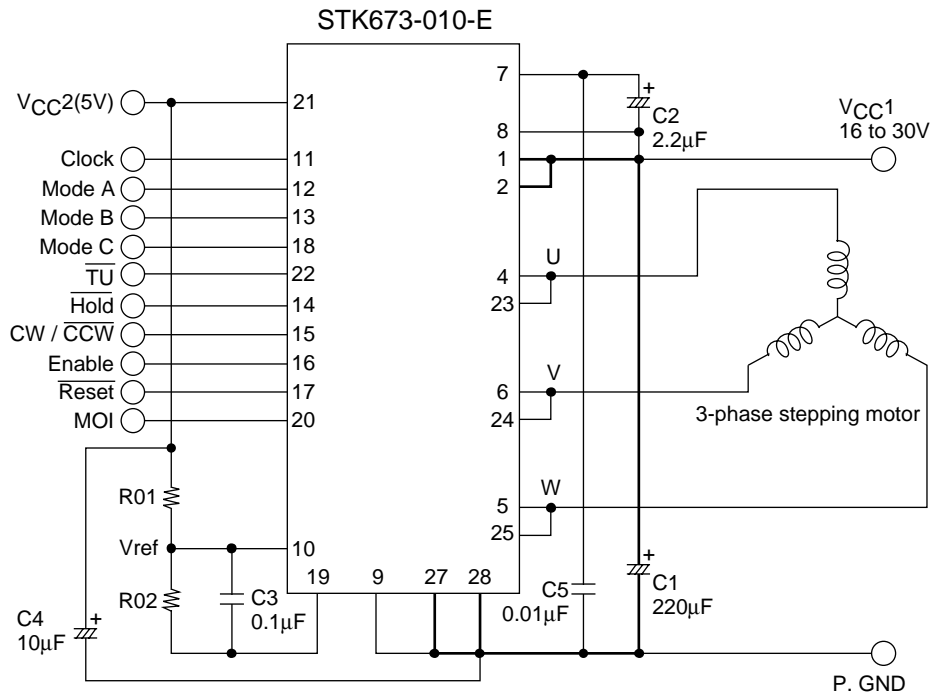 STK673-010-E
VCC2(5V)
21
Clock
11
Mode A
12
Mode B
13
Mode C
18
TU
22
Hold
14
CW / CCW
15
Enable
16
Reset
17
MOI
20
R01
Vref
10
R02
C3
0.1µF
C4
+
10µF
19
9
27
28
7
8
1
2
+
C2
2.2µF
VCC1
16 to 30V
4
U
23
6
V
24
3-phase stepping motor
5
W
25
C5
0.01µF
+
C1
220µF
P. GND